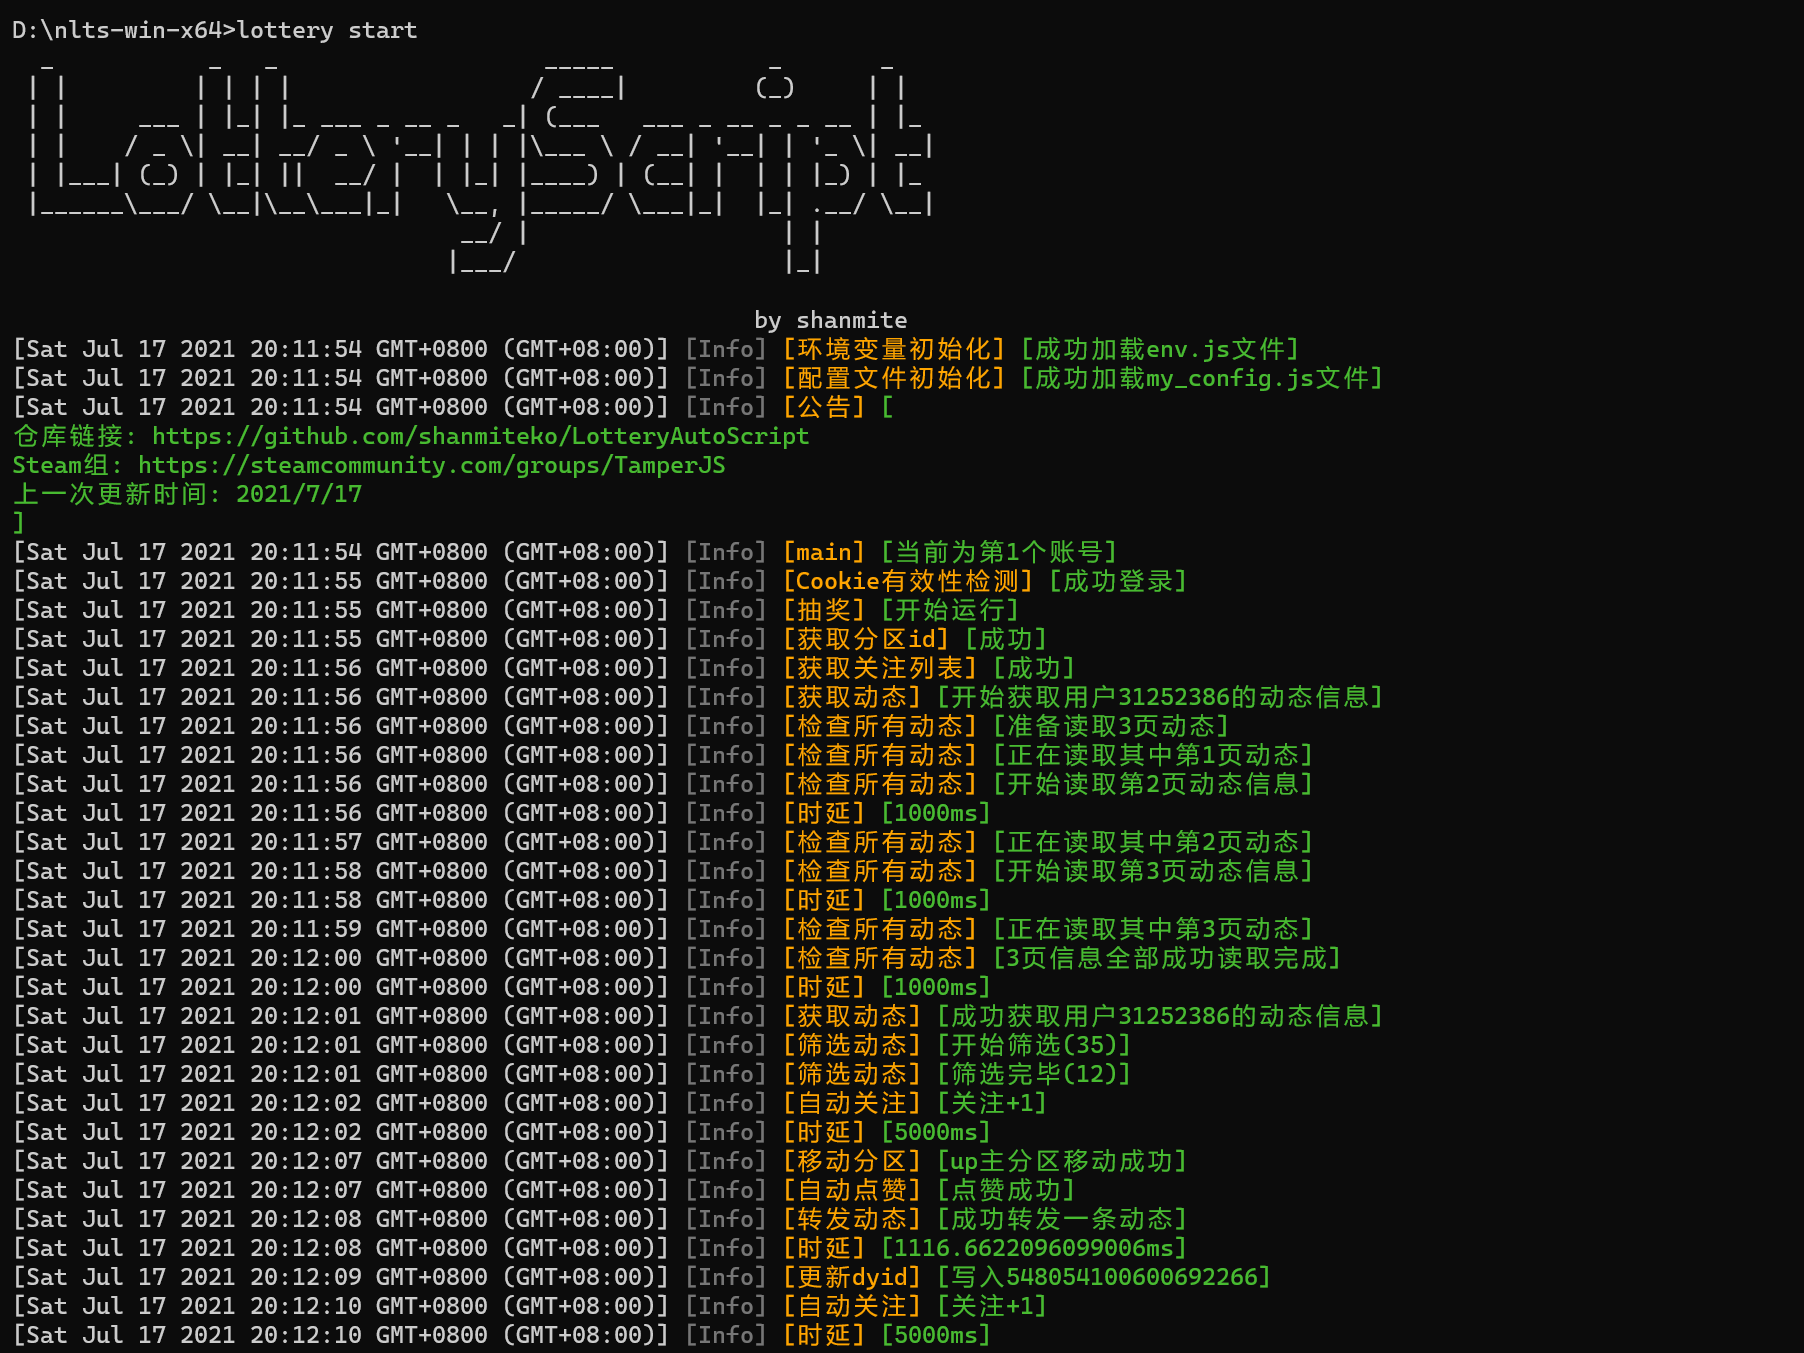 D:\nlts-win-x64>lottery start
LotteryScript
by shanmite
[Sat Jul 17 2021 20:11:54 GMT+0800 (GMT+08:00)] [Info] [环境变量初始化] [成功加载env.js文件]
[Sat Jul 17 2021 20:11:54 GMT+0800 (GMT+08:00)] [Info] [配置文件初始化] [成功加载my_config.js文件]
[Sat Jul 17 2021 20:11:54 GMT+0800 (GMT+08:00)] [Info] [公告] [
仓库链接: https://github.com/shanmiteko/LotteryAutoScript
Steam组: https://steamcommunity.com/groups/TamperJS
上一次更新时间: 2021/7/17
]
[Sat Jul 17 2021 20:11:54 GMT+0800 (GMT+08:00)] [Info] [main] [当前为第1个账号]
[Sat Jul 17 2021 20:11:55 GMT+0800 (GMT+08:00)] [Info] [Cookie有效性检测] [成功登录]
[Sat Jul 17 2021 20:11:55 GMT+0800 (GMT+08:00)] [Info] [抽奖] [开始运行]
[Sat Jul 17 2021 20:11:55 GMT+0800 (GMT+08:00)] [Info] [获取分区id] [成功]
[Sat Jul 17 2021 20:11:56 GMT+0800 (GMT+08:00)] [Info] [获取关注列表] [成功]
[Sat Jul 17 2021 20:11:56 GMT+0800 (GMT+08:00)] [Info] [获取动态] [开始获取用户31252386的动态信息]
[Sat Jul 17 2021 20:11:56 GMT+0800 (GMT+08:00)] [Info] [检查所有动态] [准备读取3页动态]
[Sat Jul 17 2021 20:11:56 GMT+0800 (GMT+08:00)] [Info] [检查所有动态] [正在读取其中第1页动态]
[Sat Jul 17 2021 20:11:56 GMT+0800 (GMT+08:00)] [Info] [检查所有动态] [开始读取第2页动态信息]
[Sat Jul 17 2021 20:11:56 GMT+0800 (GMT+08:00)] [Info] [时延] [1000ms]
[Sat Jul 17 2021 20:11:57 GMT+0800 (GMT+08:00)] [Info] [检查所有动态] [正在读取其中第2页动态]
[Sat Jul 17 2021 20:11:58 GMT+0800 (GMT+08:00)] [Info] [检查所有动态] [开始读取第3页动态信息]
[Sat Jul 17 2021 20:11:58 GMT+0800 (GMT+08:00)] [Info] [时延] [1000ms]
[Sat Jul 17 2021 20:11:59 GMT+0800 (GMT+08:00)] [Info] [检查所有动态] [正在读取其中第3页动态]
[Sat Jul 17 2021 20:12:00 GMT+0800 (GMT+08:00)] [Info] [检查所有动态] [3页信息全部成功读取完成]
[Sat Jul 17 2021 20:12:00 GMT+0800 (GMT+08:00)] [Info] [时延] [1000ms]
[Sat Jul 17 2021 20:12:01 GMT+0800 (GMT+08:00)] [Info] [获取动态] [成功获取用户31252386的动态信息]
[Sat Jul 17 2021 20:12:01 GMT+0800 (GMT+08:00)] [Info] [筛选动态] [开始筛选(35)]
[Sat Jul 17 2021 20:12:01 GMT+0800 (GMT+08:00)] [Info] [筛选动态] [筛选完毕(12)]
[Sat Jul 17 2021 20:12:02 GMT+0800 (GMT+08:00)] [Info] [自动关注] [关注+1]
[Sat Jul 17 2021 20:12:02 GMT+0800 (GMT+08:00)] [Info] [时延] [5000ms]
[Sat Jul 17 2021 20:12:07 GMT+0800 (GMT+08:00)] [Info] [移动分区] [up主分区移动成功]
[Sat Jul 17 2021 20:12:07 GMT+0800 (GMT+08:00)] [Info] [自动点赞] [点赞成功]
[Sat Jul 17 2021 20:12:08 GMT+0800 (GMT+08:00)] [Info] [转发动态] [成功转发一条动态]
[Sat Jul 17 2021 20:12:08 GMT+0800 (GMT+08:00)] [Info] [时延] [1116.6622096099006ms]
[Sat Jul 17 2021 20:12:09 GMT+0800 (GMT+08:00)] [Info] [更新dyid] [写入548054100600692266]
[Sat Jul 17 2021 20:12:10 GMT+0800 (GMT+08:00)] [Info] [自动关注] [关注+1]
[Sat Jul 17 2021 20:12:10 GMT+0800 (GMT+08:00)] [Info] [时延] [5000ms]